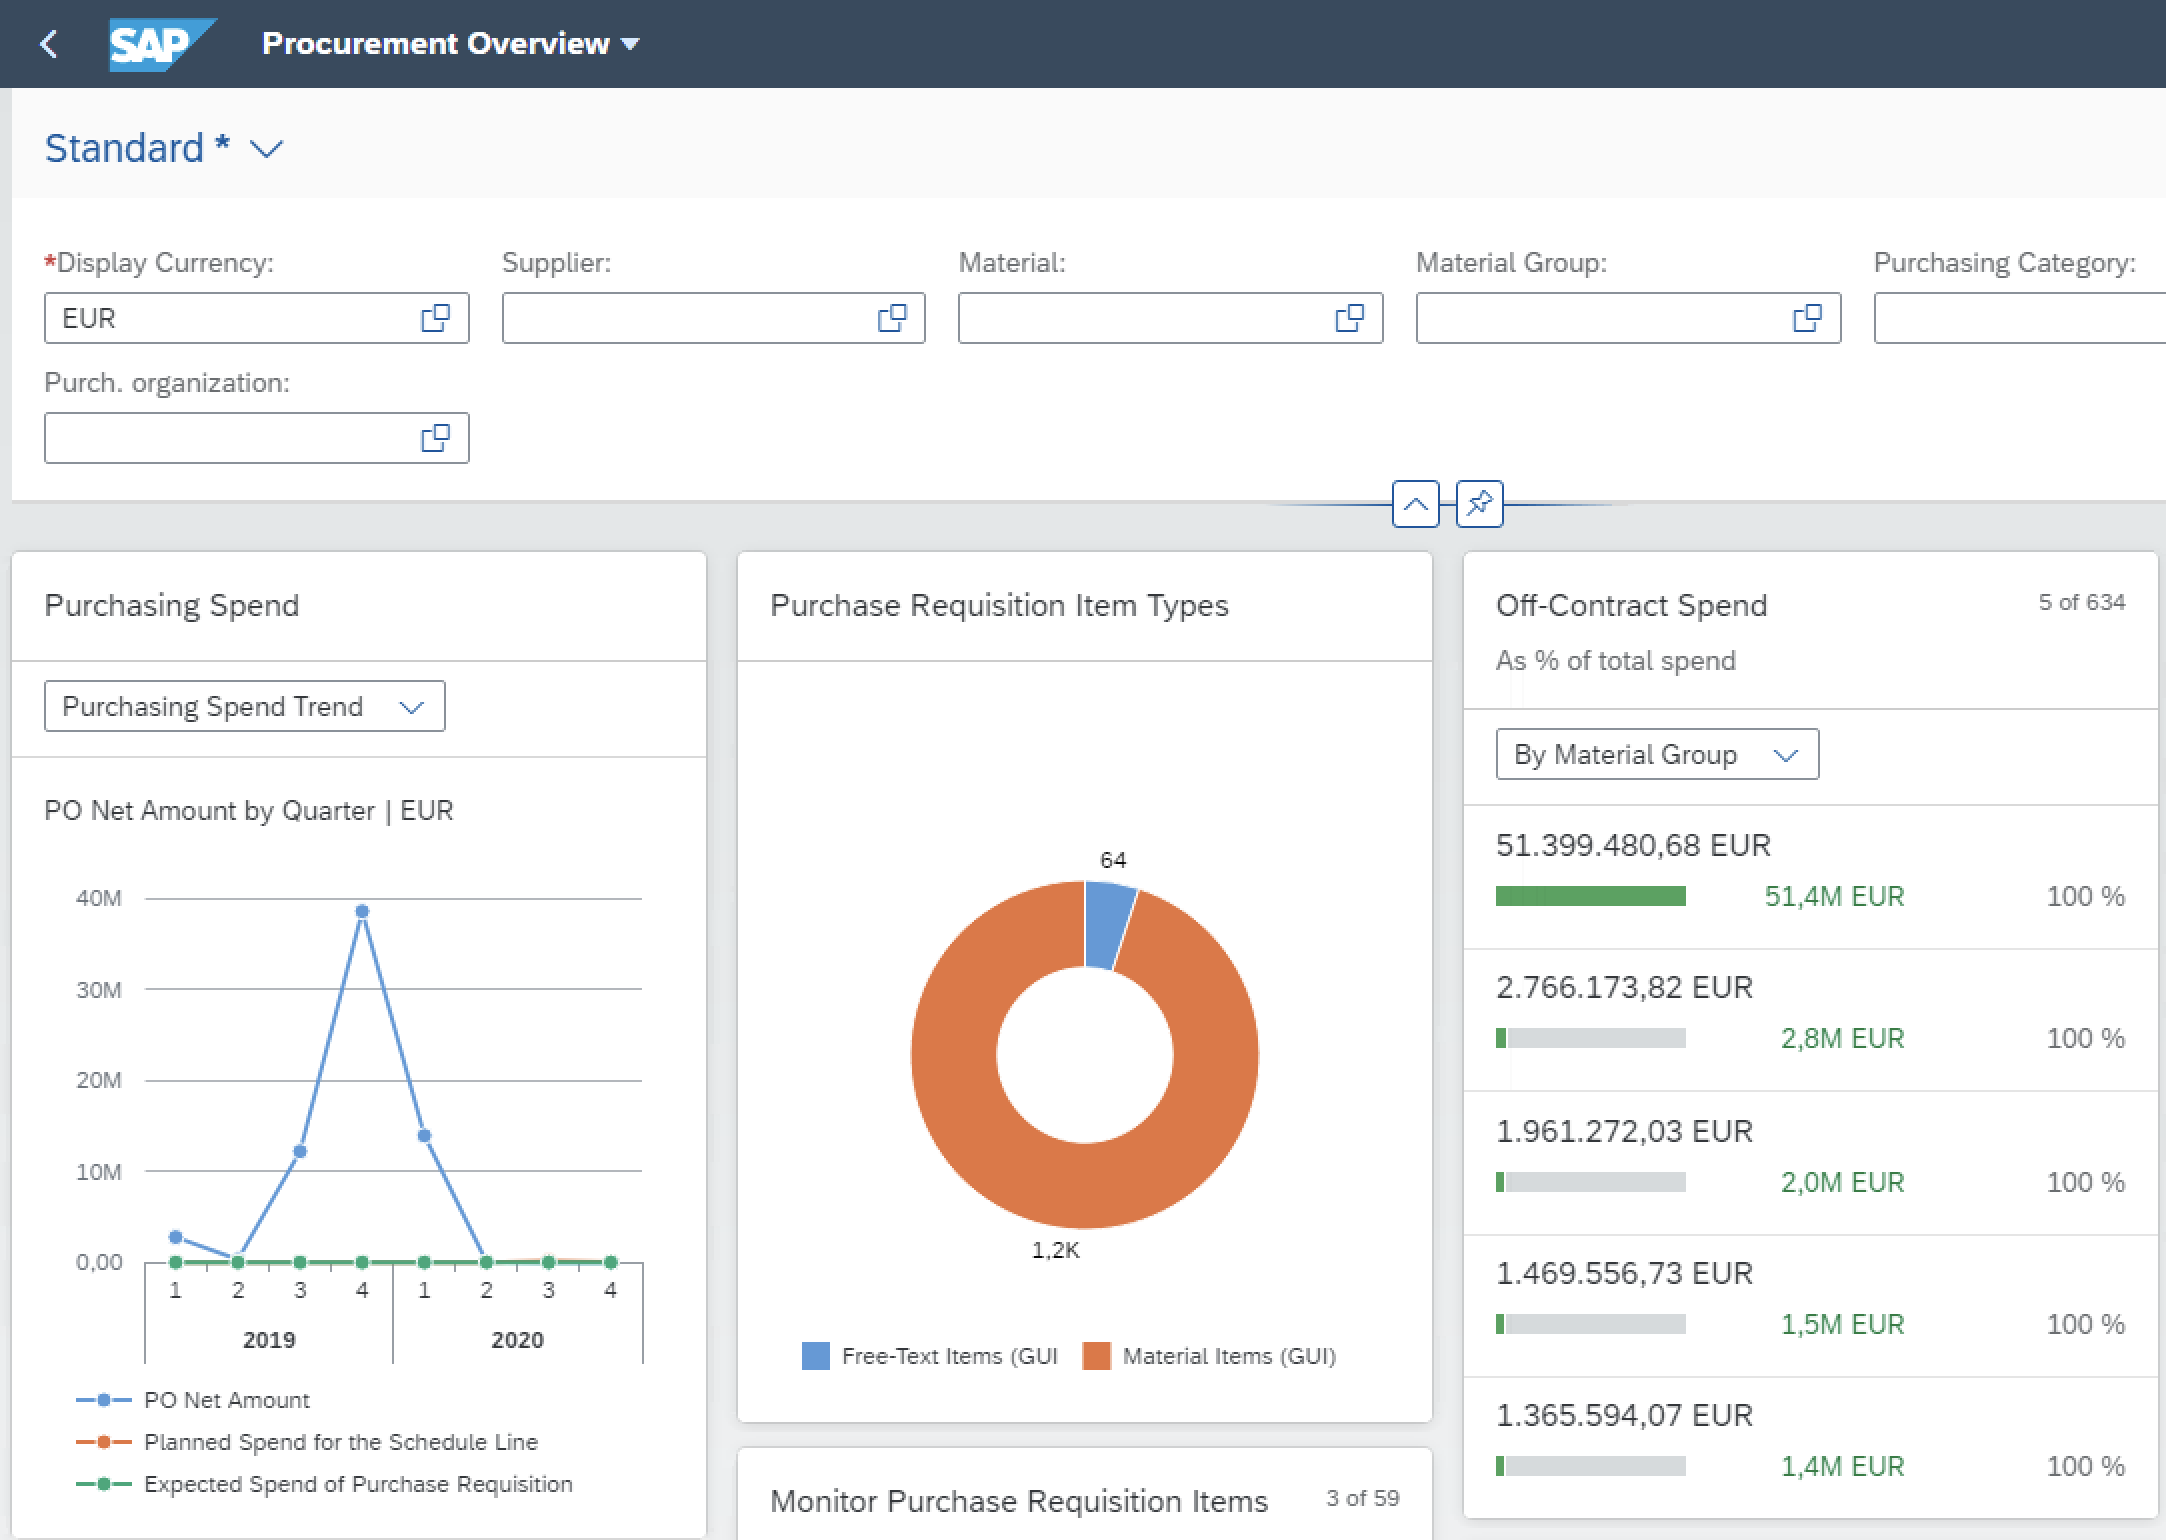 SAP
Procurement Overview
Standard *
*Display Currency:
Supplier:
Material:
Material Group:
Purchasing Category:
EUR
Purch. organization:
Purchasing Spend
Purchasing Spend Trend
PO Net Amount by Quarter | EUR
40M
30M
20M
10M
0,00
1 2 3 4 1 2 3 4
2019 2020
PO Net Amount
Planned Spend for the Schedule Line
Expected Spend of Purchase Requisition
Purchase Requisition Item Types
64
1,2K
Free-Text Items (GUI
Material Items (GUI)
Monitor Purchase Requisition Items 3 of 59
Off-Contract Spend 5 of 634
As % of total spend
By Material Group
51.399.480,68 EUR
51,4M EUR 100 %
2.766.173,82 EUR
2,8M EUR 100 %
1.961.272,03 EUR
2,0M EUR 100 %
1.469.556,73 EUR
1,5M EUR 100 %
1.365.594,07 EUR
1,4M EUR 100 %